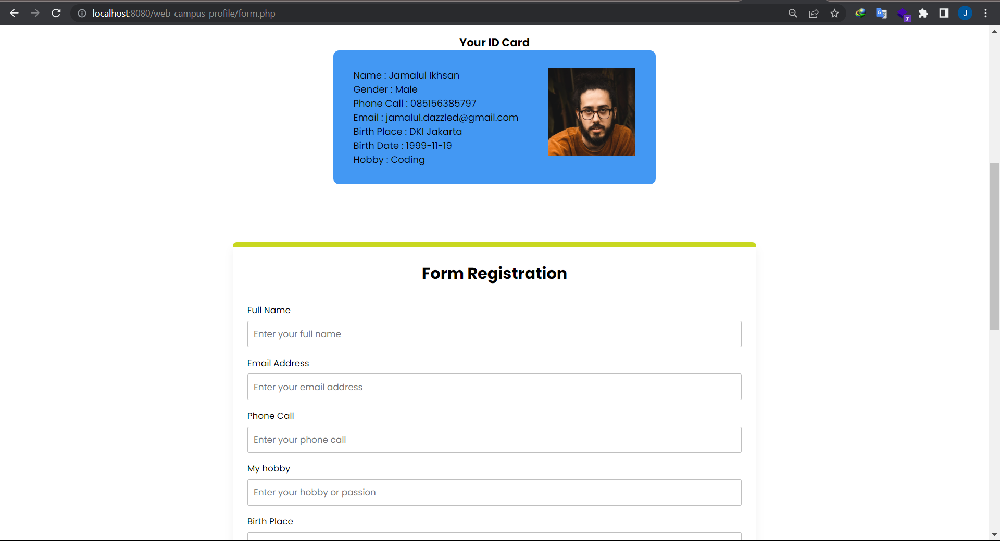 localhost:8080/web-campus-profile/form.php
7
J
Your ID Card
Name : Jamalul Ikhsan
Gender : Male
Phone Call : 085156385797
Email : jamalul.dazzled@gmail.com
Birth Place : DKI Jakarta
Birth Date : 1999-11-19
Hobby : Coding
Form Registration
Full Name
Enter your full name
Email Address
Enter your email address
Phone Call
Enter your phone call
My hobby
Enter your hobby or passion
Birth Place